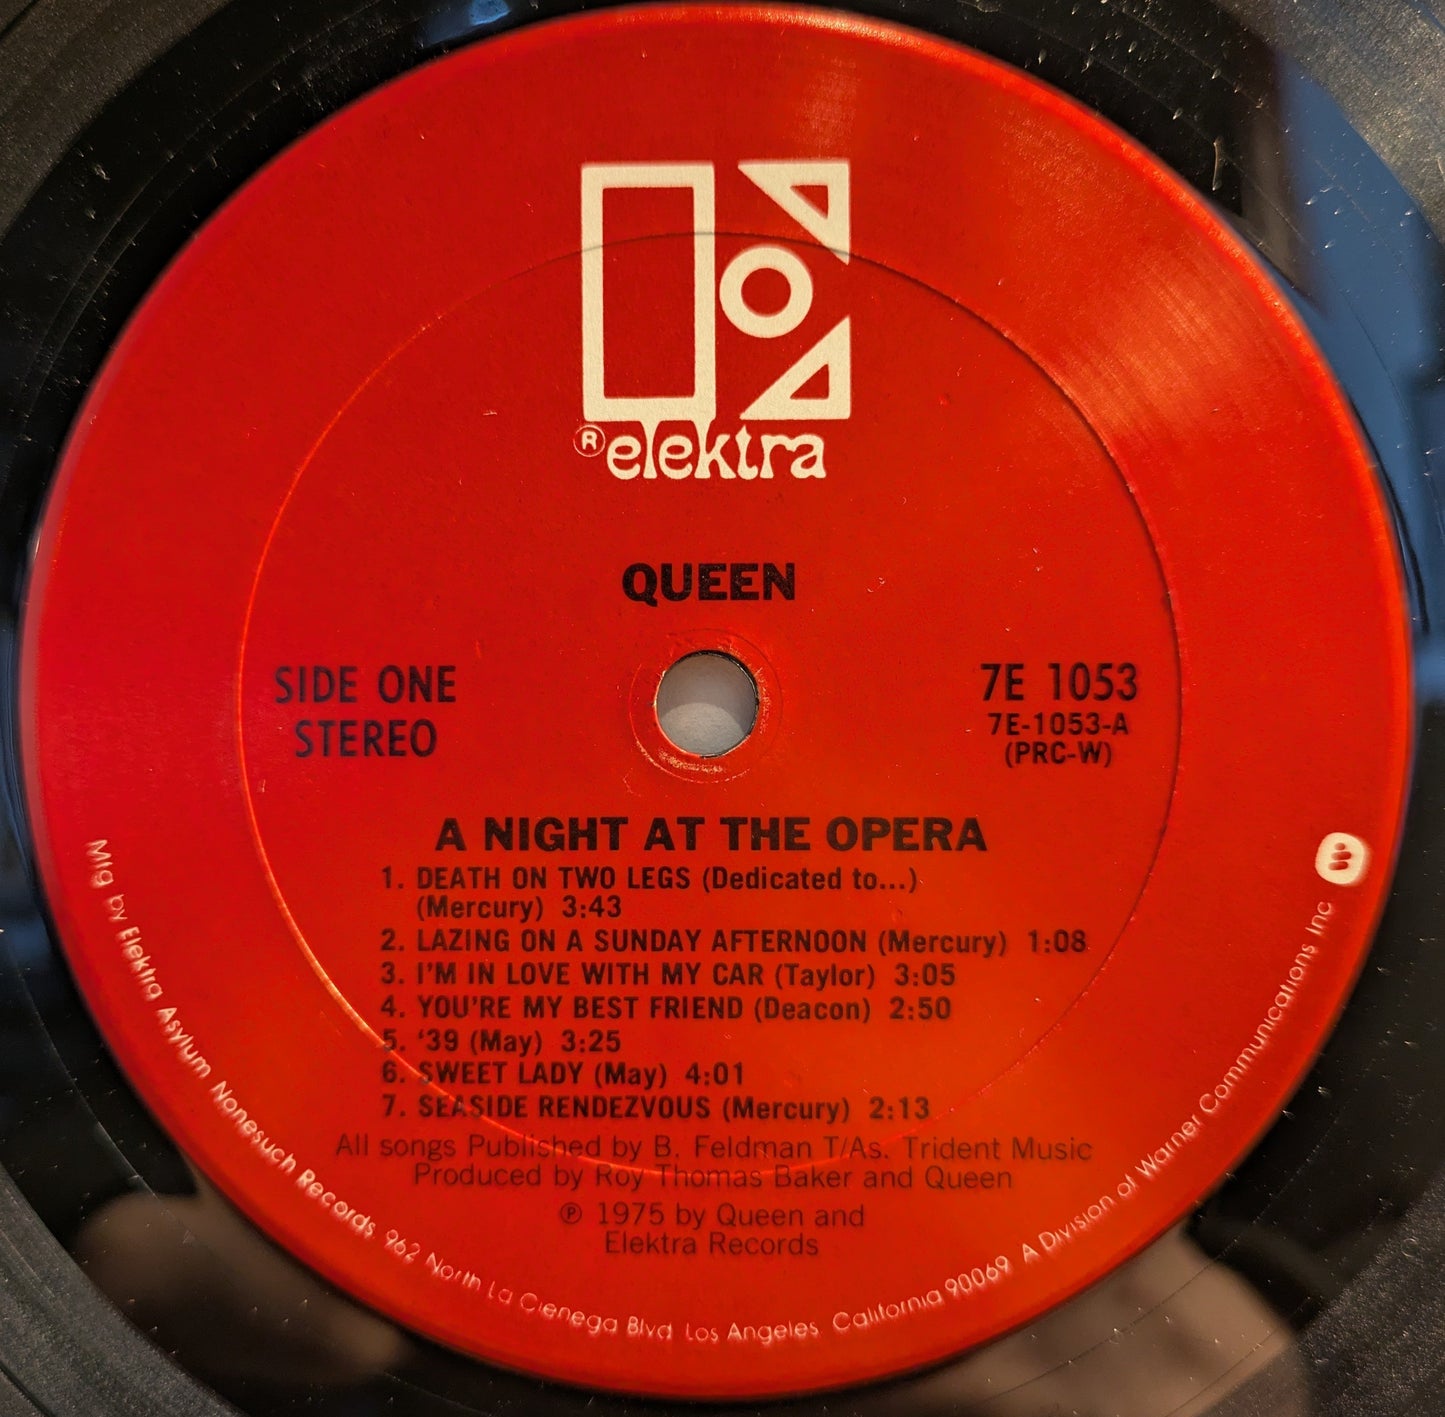 ® elektra
QUEEN
SIDE ONE
STEREO
7E 1053
7E-1053-A
(PRC-W)
A NIGHT AT THE OPERA
1. DEATH ON TWO LEGS (Dedicated to...)
(Mercury) 3:43
2. LAZING ON A SUNDAY AFTERNOON (Mercury) 1:08
3. I'M IN LOVE WITH MY CAR (Taylor) 3:05
4. YOU'RE MY BEST FRIEND (Deacon) 2:50
5. '39 (May) 3:25
6. SWEET LADY (May) 4:01
7. SEASIDE RENDEZVOUS (Mercury) 2:13
All songs Published by B. Feldman T/As. Trident Music
Produced by Roy Thomas Baker and Queen
℗ 1975 by Queen and
Elektra Records
Mfg by Elektra Asylum Nonesuch Records 962 North La Cienega Blvd Los Angeles California 90069 A Division of Warner Communications Inc